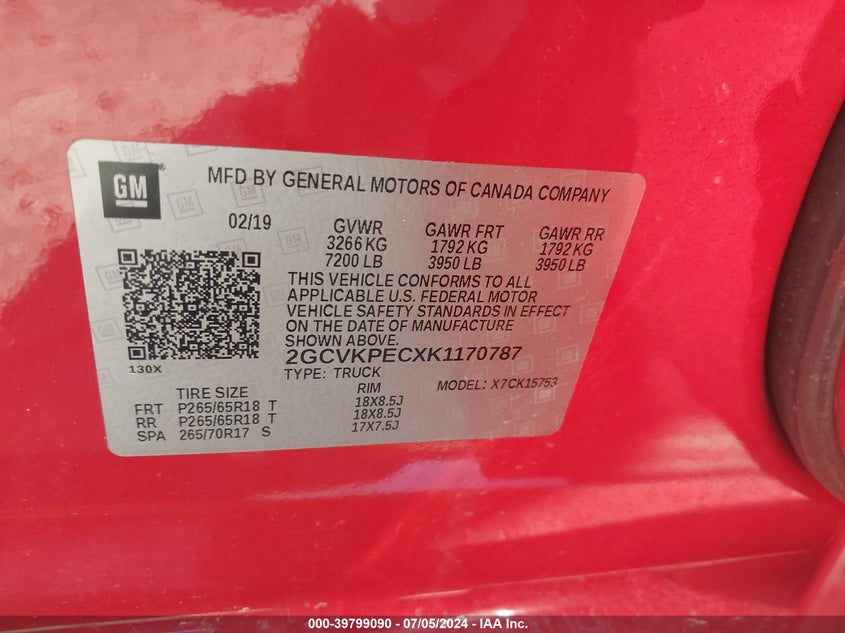 GM
MFD BY GENERAL MOTORS OF CANADA COMPANY
02/19 GVWR GAWR FRT GAWR RR
3266 KG 1792 KG 1792 KG
7200 LB 3950 LB 3950 LB
THIS VEHICLE CONFORMS TO ALL
APPLICABLE U.S. FEDERAL MOTOR
VEHICLE SAFETY STANDARDS IN EFFECT
ON THE DATE OF MANUFACTURE
SHOWN ABOVE.
2GCVKPECXK1170787
130X
TYPE: TRUCK MODEL: X7CK15753
TIRE SIZE RIM
FRT P265/65R18 T 18X8.5J
RR P265/65R18 T 18X8.5J
SPA 265/70R17 S 17X7.5J
000-39799090 - 07/05/2024 - IAA Inc.